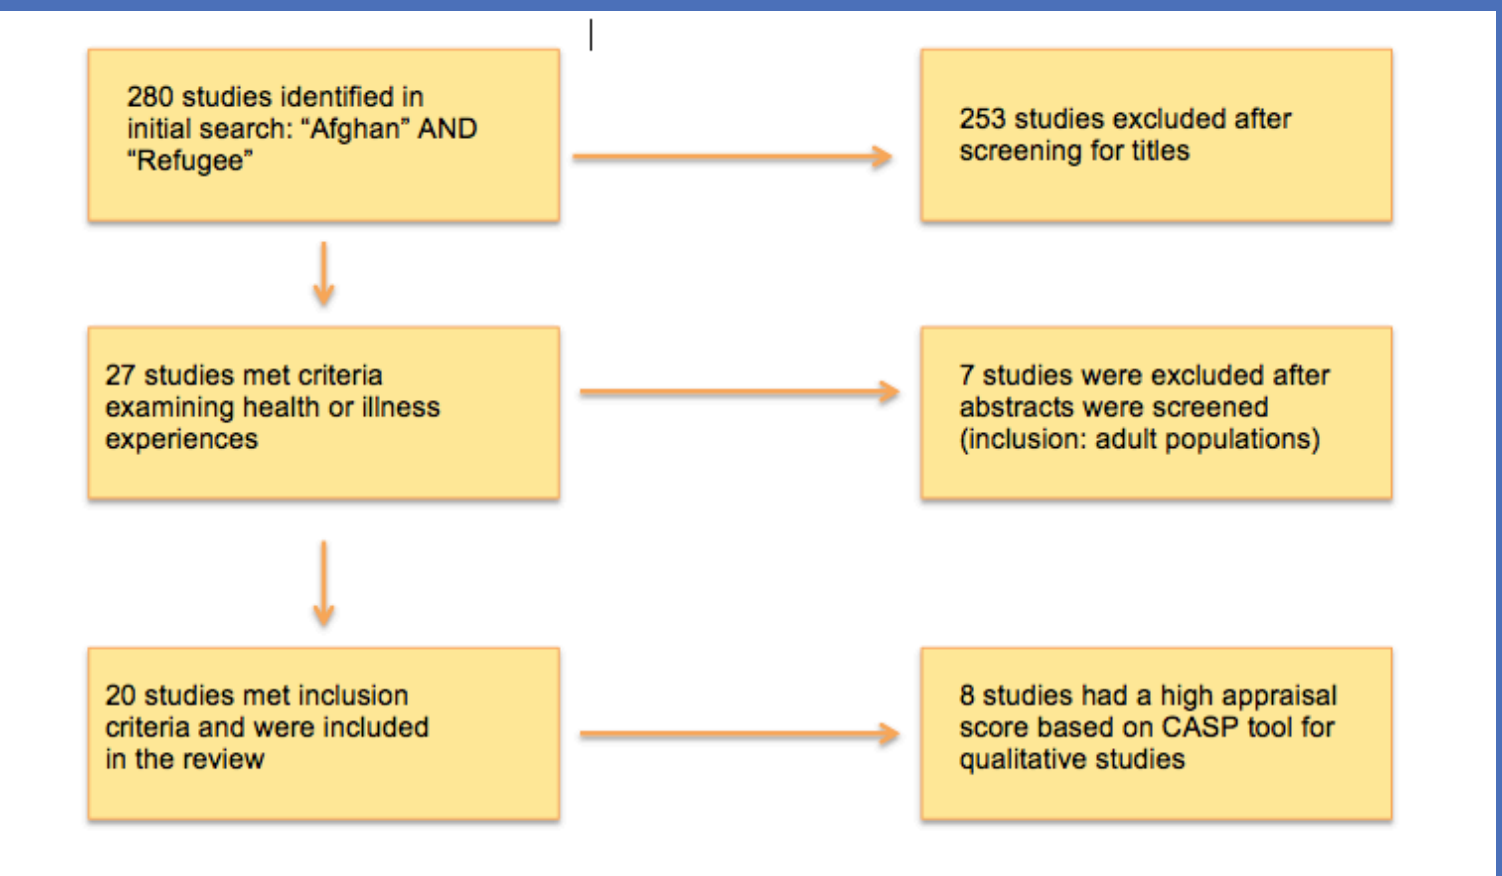 280 studies identified in
initial search: “Afghan” AND
“Refugee”
253 studies excluded after
screening for titles
27 studies met criteria
examining health or illness
experiences
7 studies were excluded after
abstracts were screened
(inclusion: adult populations)
20 studies met inclusion
criteria and were included
in the review
8 studies had a high appraisal
score based on CASP tool for
qualitative studies